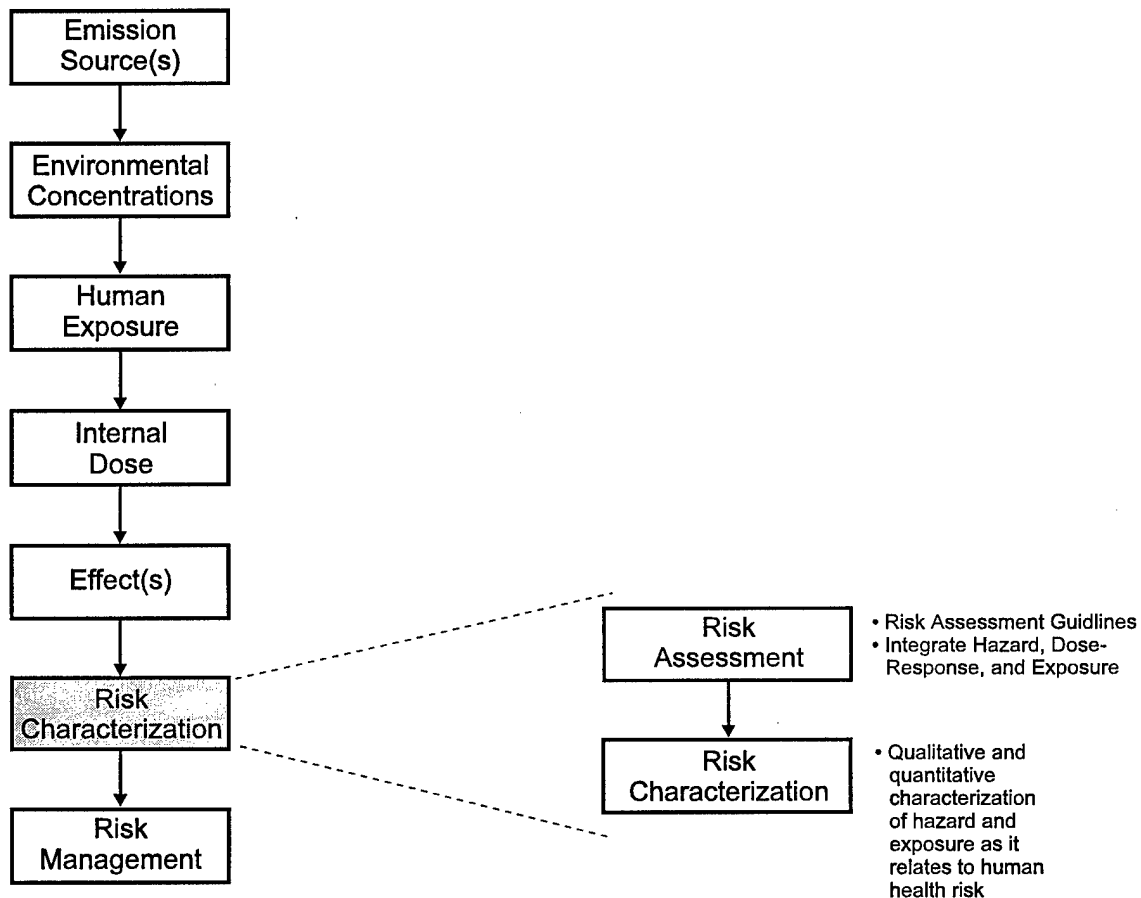 Emission
Source(s)
Environmental
Concentrations
Human
Exposure
Internal
Dose
Effect(s)
Risk
Characterization
Risk
Management
Risk
Assessment
• Risk Assessment Guidlines
• Integrate Hazard, Dose-
Response, and Exposure
Risk
Characterization
• Qualitative and
quantitative
characterization
of hazard and
exposure as it
relates to human
health risk